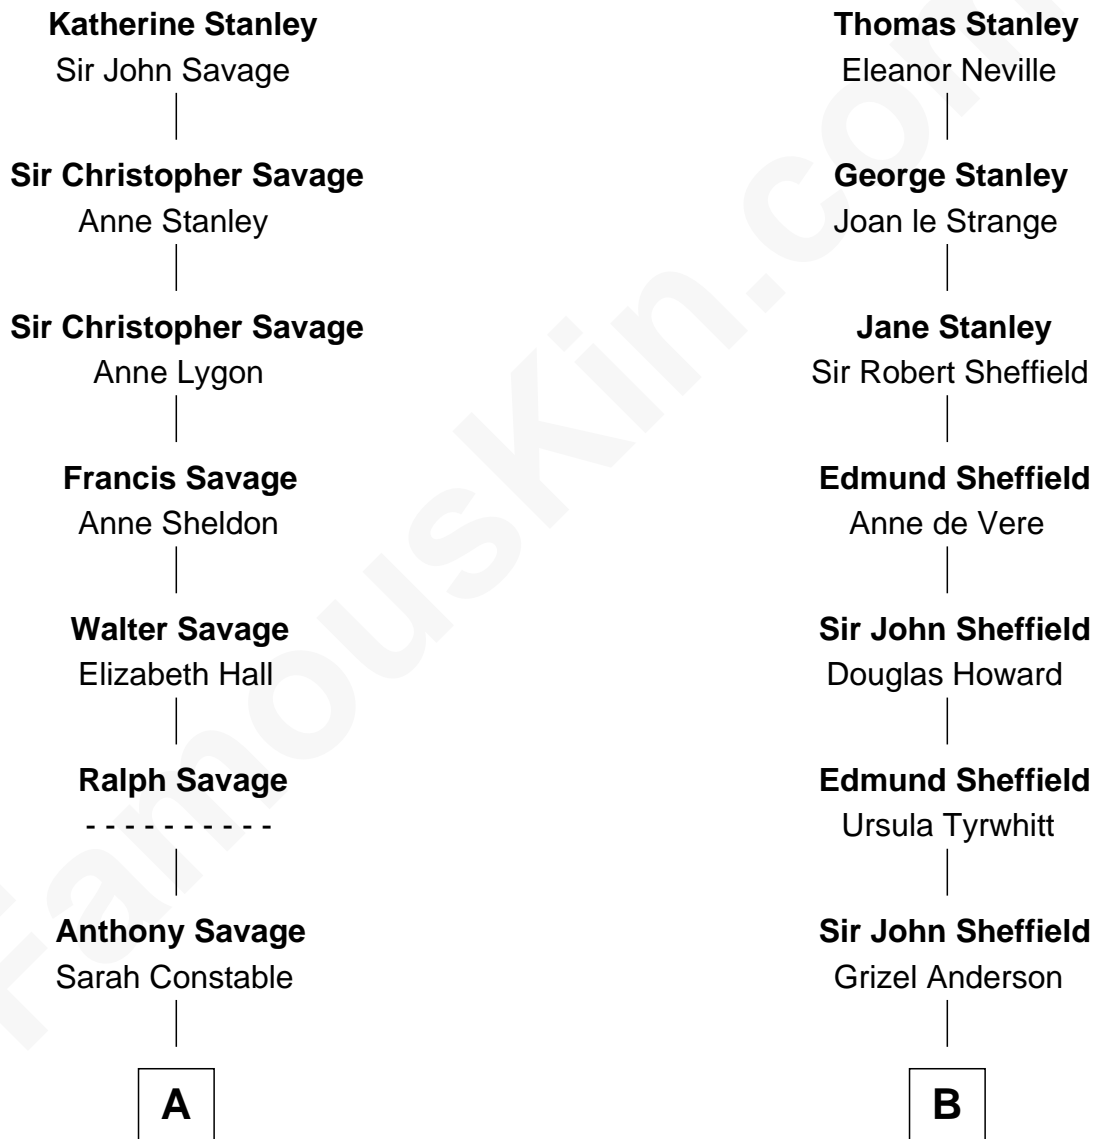 Katherine Stanley
Sir John Savage
Sir Christopher Savage
Anne Stanley
Sir Christopher Savage
Anne Lygon
Francis Savage
Anne Sheldon
Walter Savage
Elizabeth Hall
Ralph Savage
- - - - - - - - - -
Anthony Savage
Sarah Constable
A
Thomas Stanley
Eleanor Neville
George Stanley
Joan le Strange
Jane Stanley
Sir Robert Sheffield
Edmund Sheffield
Anne de Vere
Sir John Sheffield
Douglas Howard
Edmund Sheffield
Ursula Tyrwhitt
Sir John Sheffield
Grizel Anderson
B
FamousKin.com